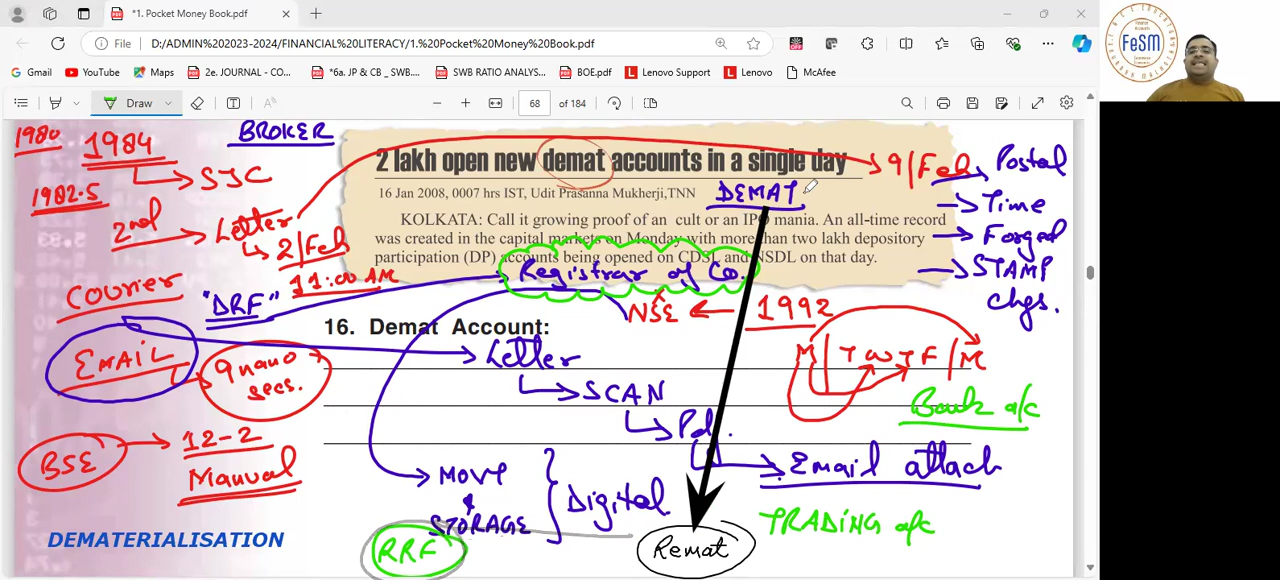 *1. Pocket Money Book.pdf
File
D:/ADMIN%202023-2024/FINANCIAL%20LITERACY/1.%20Pocket%20Money%20Book.pdf
Gmail YouTube Maps 2e. JOURNAL - CO... *6a. JP & CB _ SWB.... SWB RATIO ANALYS... BOE.pdf Lenovo Support Lenovo McAfee
Draw 68 of 184
FeSM
1980
1984
BROKER
SJC
1982.5
2 lakh open new demat accounts in a single day
9/Feb Postal
16 Jan 2008, 0007 hrs IST, Udit Prasanna Mukherji,TNN
DEMAT
Time
2nd Letter
2/Feb
11:00 AM
KOLKATA: Call it growing proof of an cult or an IPO mania. An all-time record
was created in the capital markets on Monday with more than two lakh depository
participation (DP) accounts being opened on CDSL and NSDL on that day.
Forged
STAMP
chgs.
Courier
"DRF"
Registrar of Co.
NSE 1992
16. Demat Account:
EMAIL
9 nano
secs.
Letter
M/TWTF/M
SCAN
Bank a/c
Pdf.
BSE 12-2
Manual
MOVE
&
STORAGE
Digital
Email attach
TRADING a/c
DEMATERIALISATION
RRF
Remat